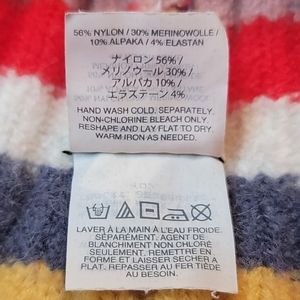 56% NYLON / 30% MERINOWOLLE /
10% ALPAKA / 4% ELASTAN
ナイロン 56% /
メリノウール 30% /
アルパカ 10% /
エラステーン 4%
HAND WASH COLD, SEPARATELY.
NON-CHLORINE BLEACH ONLY
RESHAPE AND LAY FLAT TO DRY
WARM IRON AS NEEDED.
LAVER À LA MAIN À L'EAU FROIDE.
SÉPARÉMENT. AGENT DE
BLANCHIMENT NON CHLORÉ
SEULEMENT. REMETTRE EN
FORME ET LAISSER SÉCHER À
PLAT. REPASSER AU FER TIÈDE
AU BESOIN.